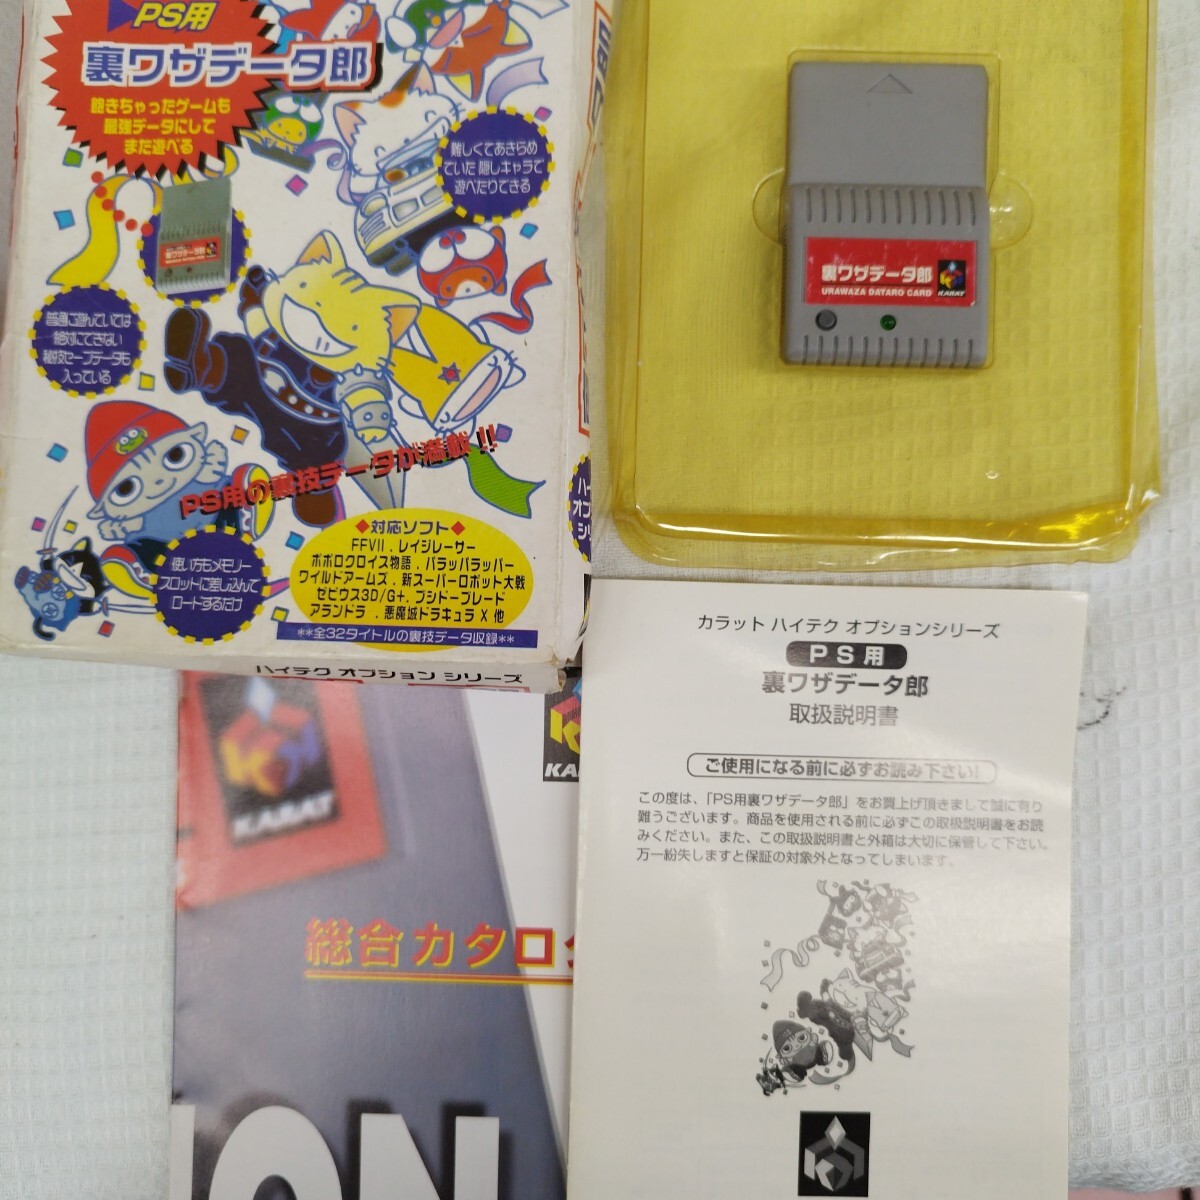 PS用
裏ワザデータ郎
飽きちゃったゲームも
最強データにして
また遊べる
難しくてあきらめ
ていた隠しキャラで
遊べたりできる
裏ワザデータ郎
普通に遊んでいては
絶対にできない
秘技セーブデータも
入っている
PS用の裏技データが満載!!
使い方もメモリー
スロットに差し込んで
ロードするだけ
◆対応ソフト◆
FFVII . レイジレーサー
ポポロクロイス物語 . パラッパラッパー
ワイルドアームズ . 新スーパーロボット大戦
ゼビウス3D/G+. ブシドーブレード
アランドラ . 悪魔城ドラキュラX 他
**全32タイトルの裏技データ収録**
ハイテク オプション シリーズ
裏ワザデータ郎
URAWAZA DATARO CARD
KARAT
KARAT
KA
総合カタロ
ION
カラット ハイテク オプションシリーズ
PS用
裏ワザデータ郎
取扱説明書
ご使用になる前に必ずお読み下さい!
この度は、「PS用裏ワザデータ郎」をお買上げ頂きまして誠に有り
難うございます。商品を使用される前に必ずこの取扱説明書をお読
みください。また、この取扱説明書と外箱は大切に保管して下さい。
万一紛失しますと保証の対象外となってしまいます。